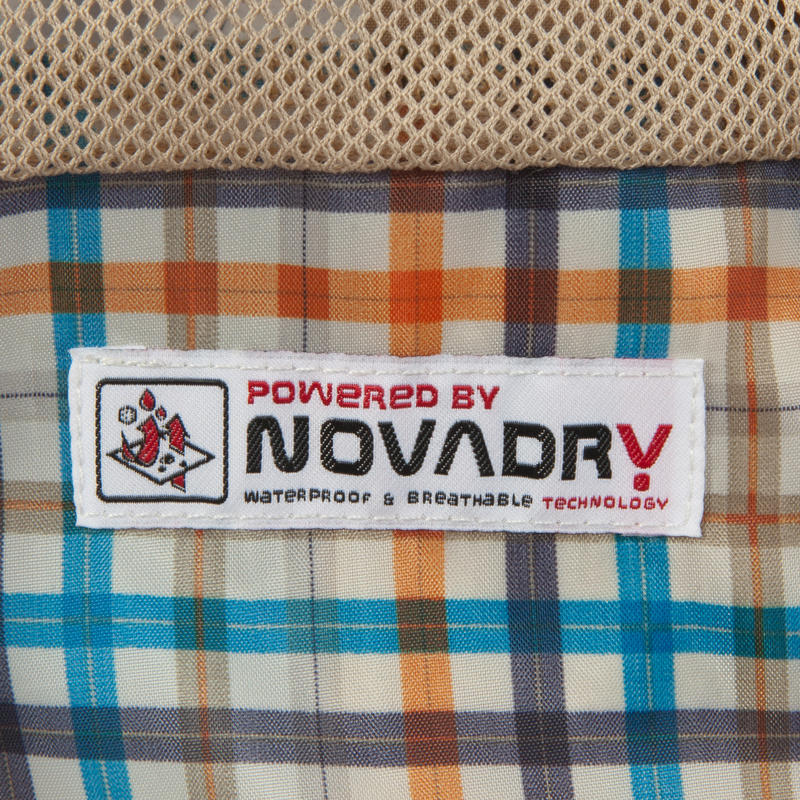 POWERED BY
NOVADRY
WATERPROOF & BREATHABLE TECHNOLOGY